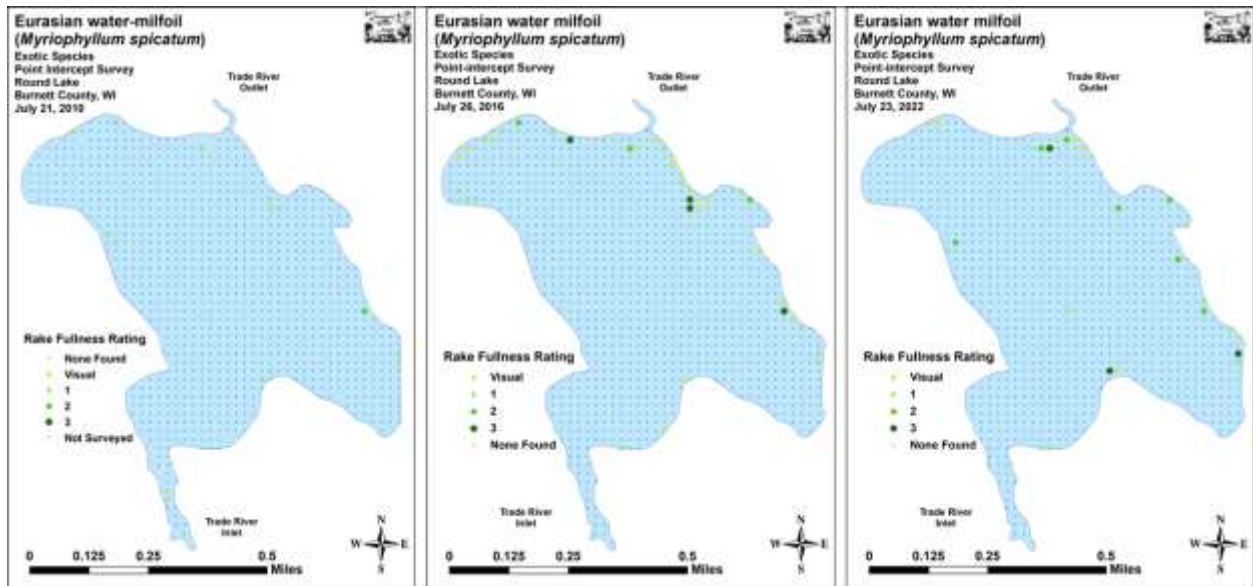 Eurasian water-milfoil
(Myriophyllum spicatum)
Exotic Species
Point Intercept Survey
Round Lake
Burnett County, WI
July 21, 2010
Trade River
Outlet
Rake Fullness Rating
None Found
Visual
1
2
3
Not Surveyed
Trade River
Inlet
N
W E
S
0 0.125 0.25 0.5
Miles
Eurasian water milfoil
(Myriophyllum spicatum)
Exotic Species
Point-intercept Survey
Round Lake
Burnett County, WI
July 26, 2016
Trade River
Outlet
Rake Fullness Rating
Visual
1
2
3
None Found
Trade River
Inlet
N
W E
S
0 0.125 0.25 0.5
Miles
Eurasian water milfoil
(Myriophyllum spicatum)
Exotic Species
Point-intercept Survey
Round Lake
Burnett County, WI
July 23, 2022
Trade River
Outlet
Rake Fullness Rating
Visual
1
2
3
None Found
Trade River
Inlet
N
W E
S
0 0.125 0.25 0.5
Miles